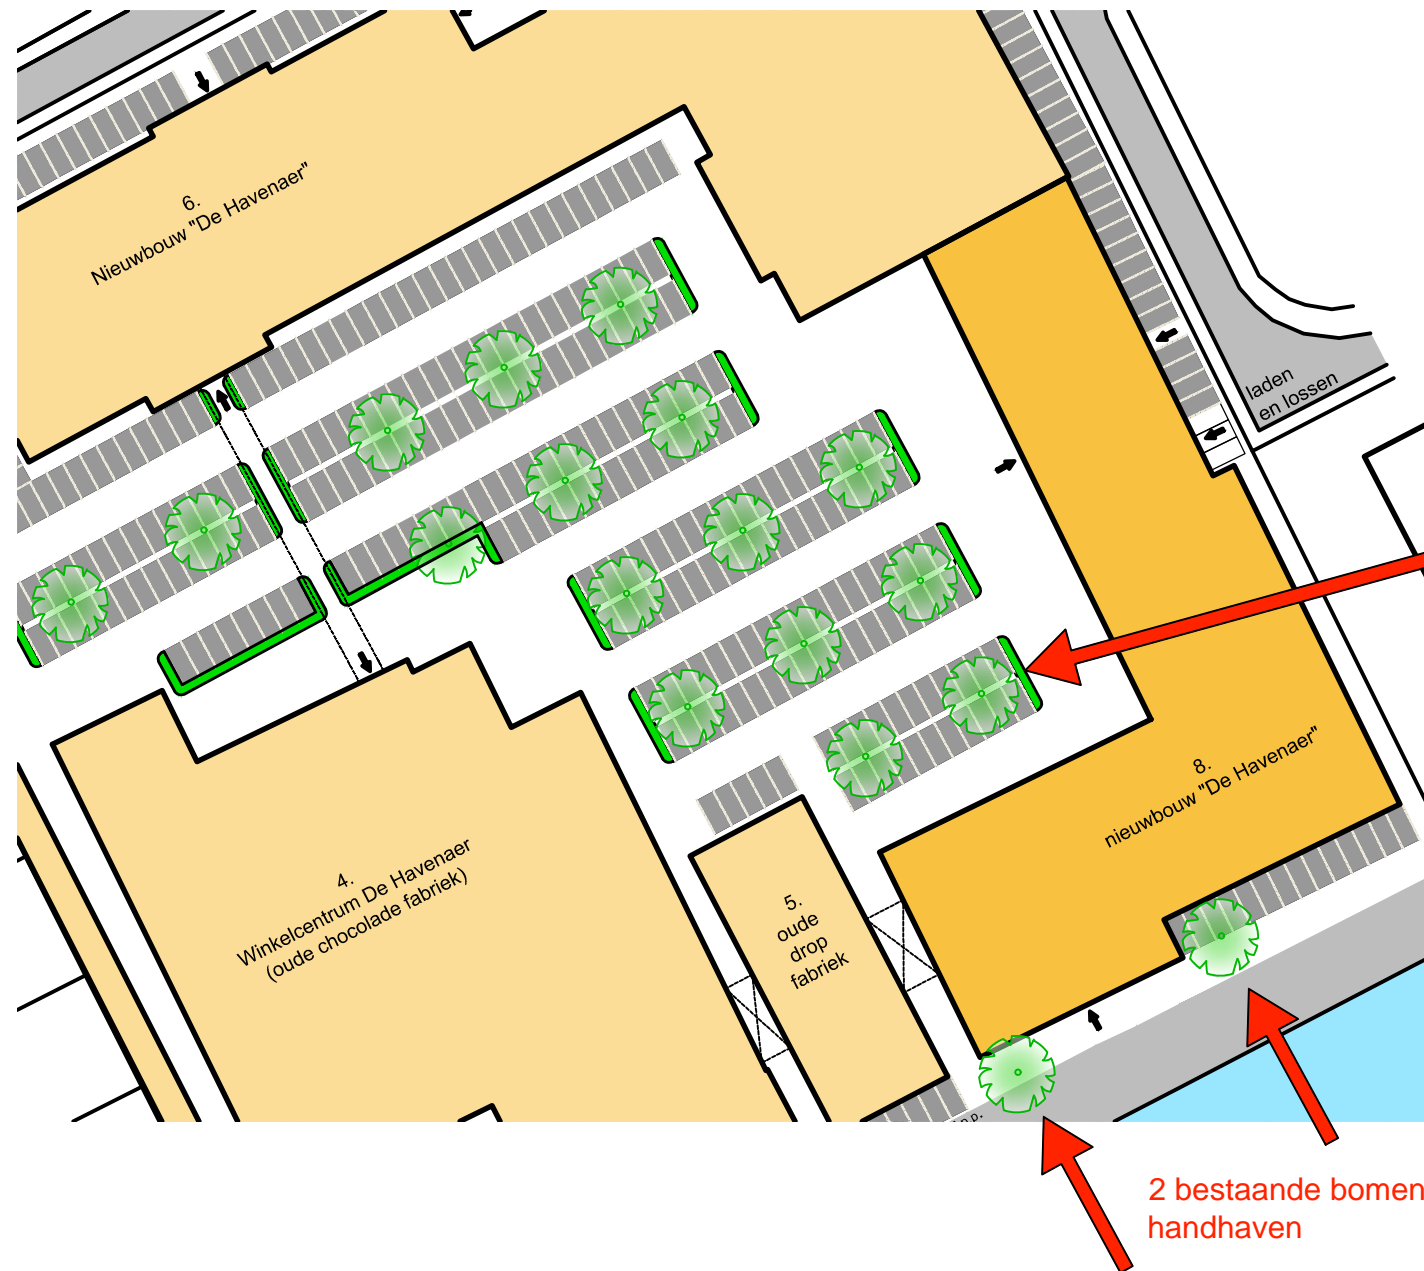 6.
Nieuwbouw "De Havenaer"
laden
en lossen
8.
nieuwbouw "De Havenaer"
4.
Winkelcentrum De Havenaer
(oude chocolade fabriek)
5.
oude
drop
fabriek
2 bestaande bomen
handhaven